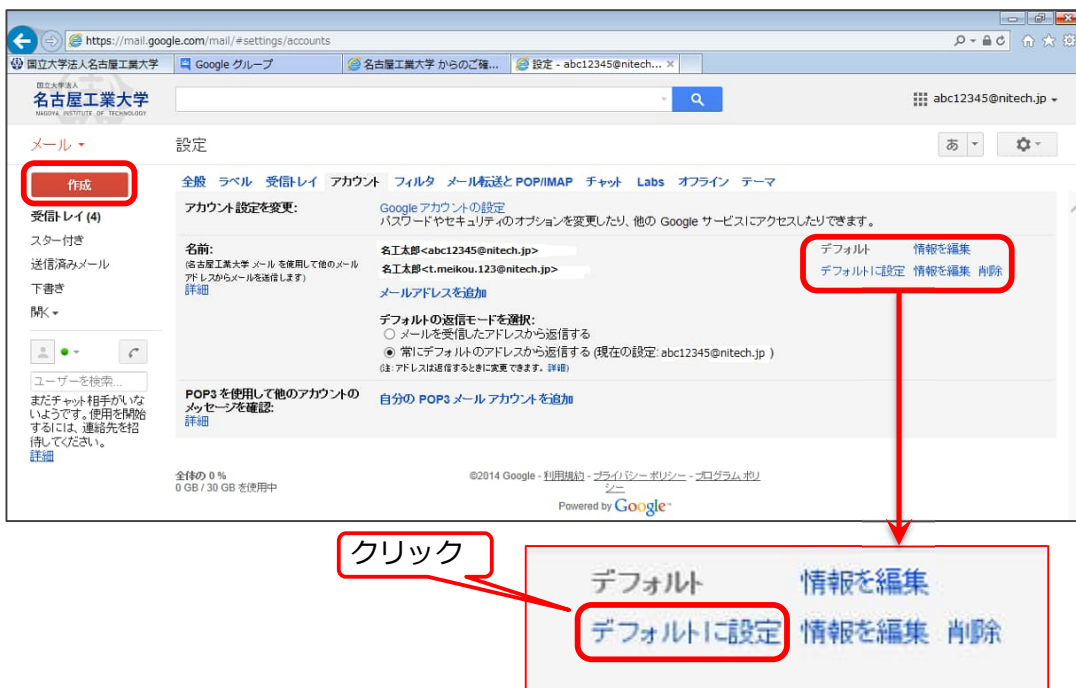 https://mail.google.com/mail/#settings/accounts
国立大学法人名古屋工業大学
Google グループ
名古屋工業大学 からのご確...
設定 - abc12345@nitech... ×
国立大学法人
名古屋工業大学
NAGOYA INSTITUTE OF TECHNOLOGY
abc12345@nitech.jp
メール
設定
あ
作成
全般 ラベル 受信トレイ アカウント フィルタ メール転送と POP/IMAP チャット Labs オフライン テーマ
受信トレイ (4)
スター付き
送信済みメール
下書き
開く
ユーザーを検索...
まだチャット相手がいな
いようです。使用を開始
するには、連絡先を招
待してください。
詳細
アカウント設定を変更:
Google アカウントの設定
パスワードやセキュリティのオプションを変更したり、他の Google サービスにアクセスしたりできます。
名前:
(名古屋工業大学 メール を使用して他のメール
アドレスからメールを送信します)
詳細
名工太郎<abc12345@nitech.jp>
デフォルト 情報を編集
名工太郎<t.meikou.123@nitech.jp>
デフォルトに設定 情報を編集 削除
メールアドレスを追加
デフォルトの返信モードを選択:
メールを受信したアドレスから返信する
常にデフォルトのアドレスから返信する (現在の設定: abc12345@nitech.jp )
(注: アドレスは返信するときに変更できます。 詳細)
POP3 を使用して他のアカウントの
メッセージを確認:
詳細
自分の POP3 メール アカウントを追加
全体の 0 %
0 GB / 30 GB を使用中
©2014 Google - 利用規約 - プライバシー ポリシー - プログラム ポリ
シー
Powered by Google™
クリック
デフォルト 情報を編集
デフォルトに設定 情報を編集 削除